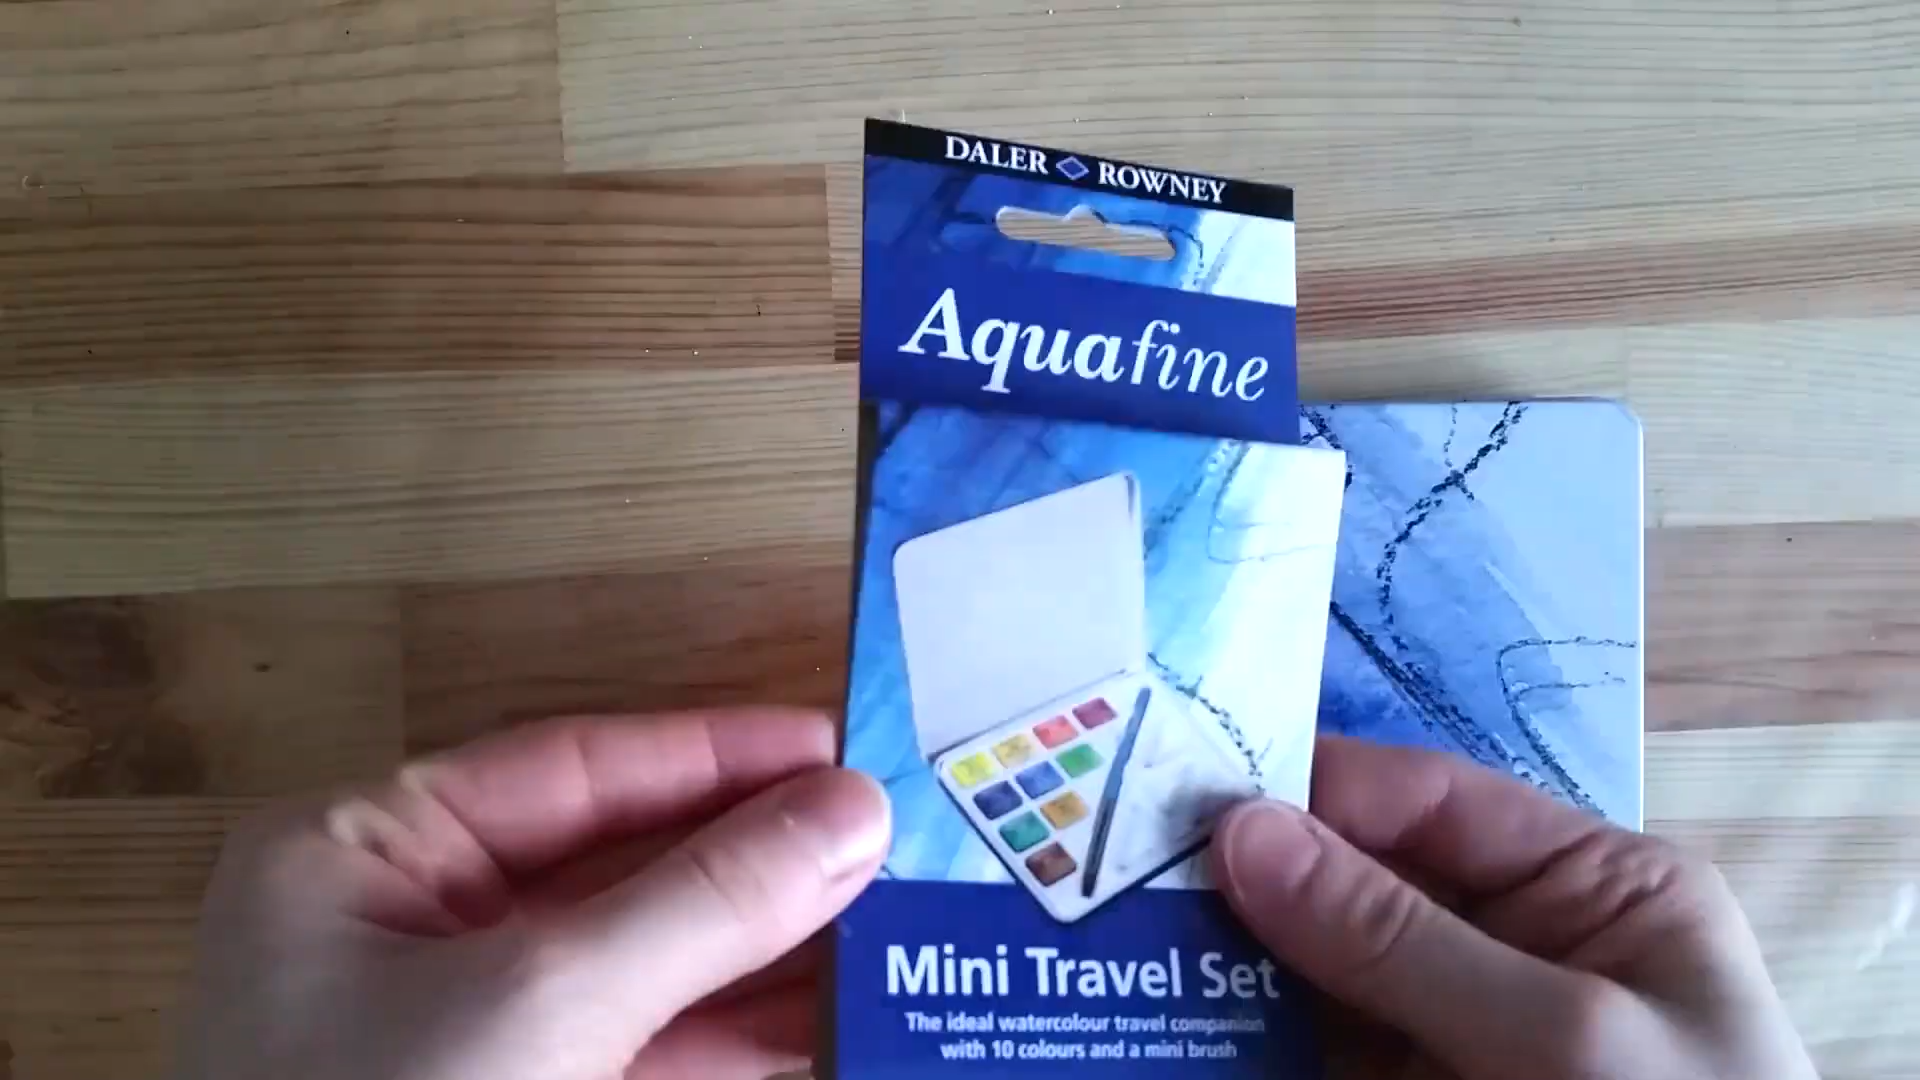 DALER ROWNEY
Aquafine
Mini Travel Set
The ideal watercolour travel companion
with 10 colours and a mini brush